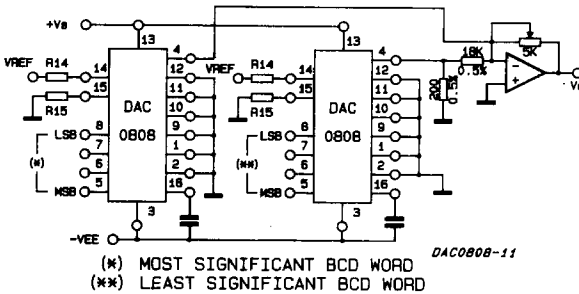 +Vs
13
13
4
4
18K
0.5%
5K
VREF
R14
14
12
VREF
R14
14
12
200
0.5%
R15
15
11
R15
15
11
DAC
0808
DAC
0808
10
10
LSB
8
9
LSB
8
9
(*)
7
1
(**)
7
1
6
2
6
2
MSB
5
16
MSB
5
16
3
3
-VEE
DAC0808-11
(*) MOST SIGNIFICANT BCD WORD
(**) LEAST SIGNIFICANT BCD WORD